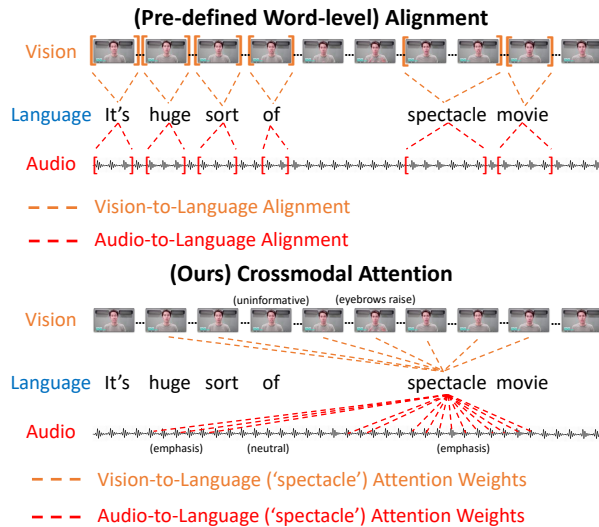 (Pre-defined Word-level) Alignment
Vision
Language It's huge sort of spectacle movie
Audio
Vision-to-Language Alignment
Audio-to-Language Alignment
(Ours) Crossmodal Attention
(uninformative) (eyebrows raise)
Vision
Language It's huge sort of spectacle movie
Audio
(emphasis) (neutral) (emphasis)
Vision-to-Language ('spectacle') Attention Weights
Audio-to-Language ('spectacle') Attention Weights